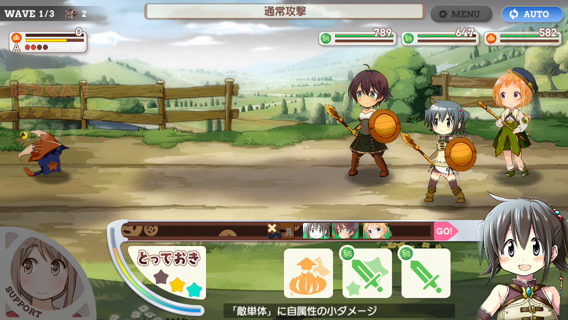 WAVE 1/3 2
通常攻撃
MENU
AUTO
0
789
647
582
A
GO!
とっておき
SUPPORT
「敵単体」に自属性の小ダメージ